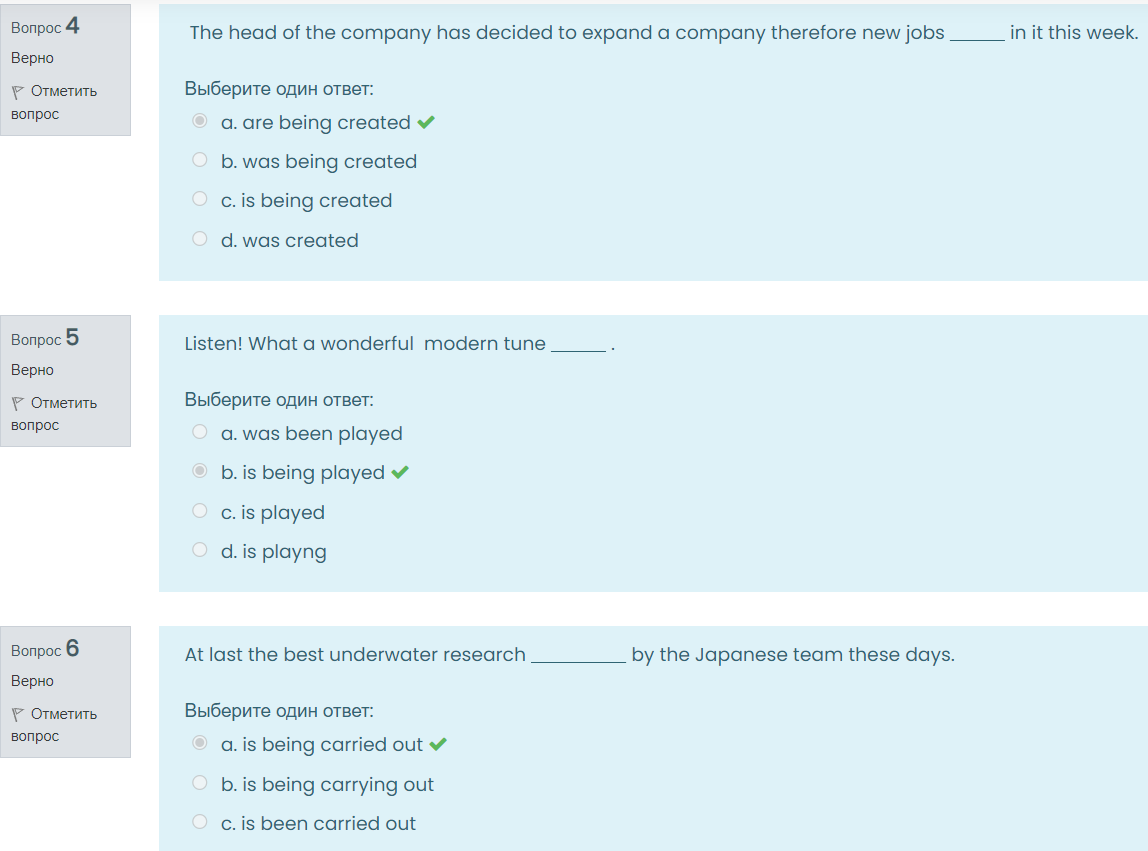 Вопрос 4
Верно
Отметить
вопрос
The head of the company has decided to expand a company therefore new jobs ______ in it this week.
Выберите один ответ:
a. are being created
b. was being created
c. is being created
d. was created
Вопрос 5
Верно
Отметить
вопрос
Listen! What a wonderful modern tune ______ .
Выберите один ответ:
a. was been played
b. is being played
c. is played
d. is playng
Вопрос 6
Верно
Отметить
вопрос
At last the best underwater research __________ by the Japanese team these days.
Выберите один ответ:
a. is being carried out
b. is being carrying out
c. is been carried out